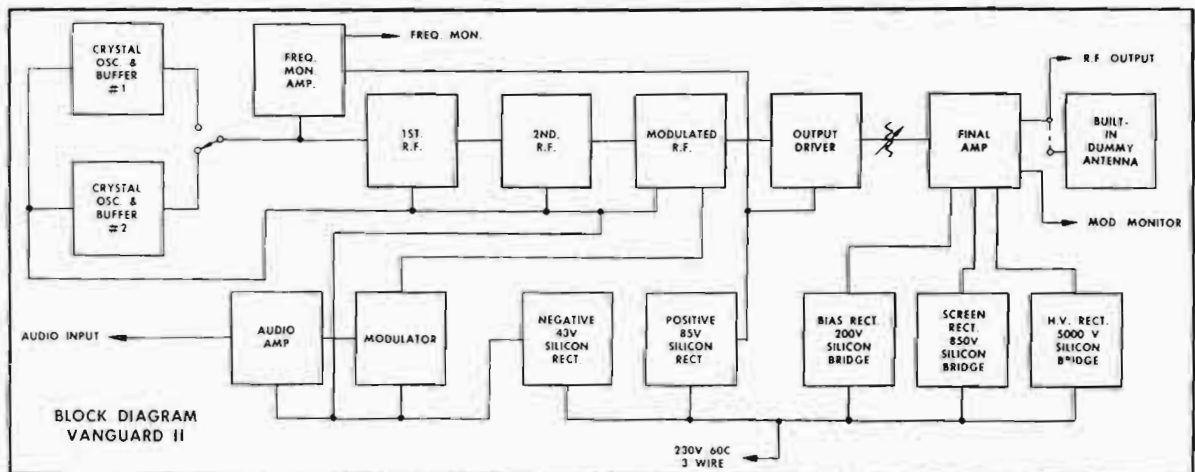 CRYSTAL
OSC. &
BUFFER
#1
FREQ.
MON.
AMP.
FREQ. MON.
R.F OUTPUT
1ST.
R.F.
2ND.
R.F.
MODULATED
R.F.
OUTPUT
DRIVER
FINAL
AMP
BUILT-
IN
DUMMY
ANTENNA
CRYSTAL
OSC. &
BUFFER
#2
MOD MONITOR
AUDIO INPUT
AUDIO
AMP
MODULATOR
NEGATIVE
43V
SILICON
RECT.
POSITIVE
85V
SILICON
RECT.
BIAS RECT.
200V
SILICON
BRIDGE
SCREEN
RECT.
850V
SILICON
BRIDGE
H.V. RECT.
5000 V
SILICON
BRIDGE
BLOCK DIAGRAM
VANGUARD II
230V 60C
3 WIRE